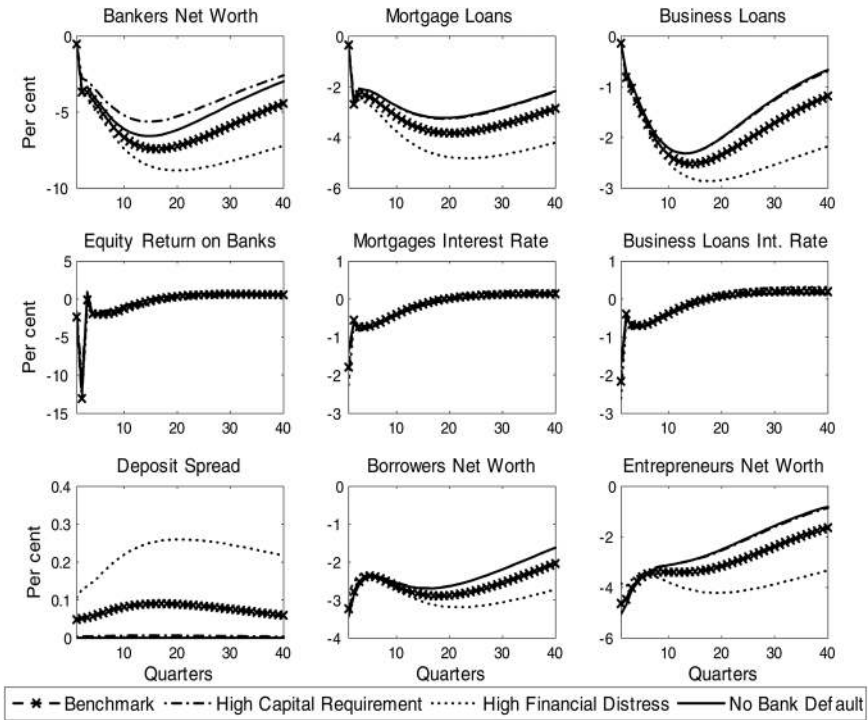 Bankers Net Worth Mortgage Loans Business Loans
0 0 0
Per cent -5 -2 -1
-4 -2
-10 -6 -3
10 20 30 40 10 20 30 40 10 20 30 40
Equity Return on Banks Mortgages Interest Rate Business Loans Int. Rate
5 1 1
0 0 0
Per cent -5 -1 -1
-10 -2 -2
-15 -3 -3
10 20 30 40 10 20 30 40 10 20 30 40
Deposit Spread Borrowers Net Worth Entrepreneurs Net Worth
0.4 0 0
0.3 -1
Per cent 0.2 -2 -2
0.1 -3 -4
0 -4 -6
10 20 30 40 10 20 30 40 10 20 30 40
Quarters Quarters Quarters
Benchmark High Capital Requirement High Financial Distress No Bank Default